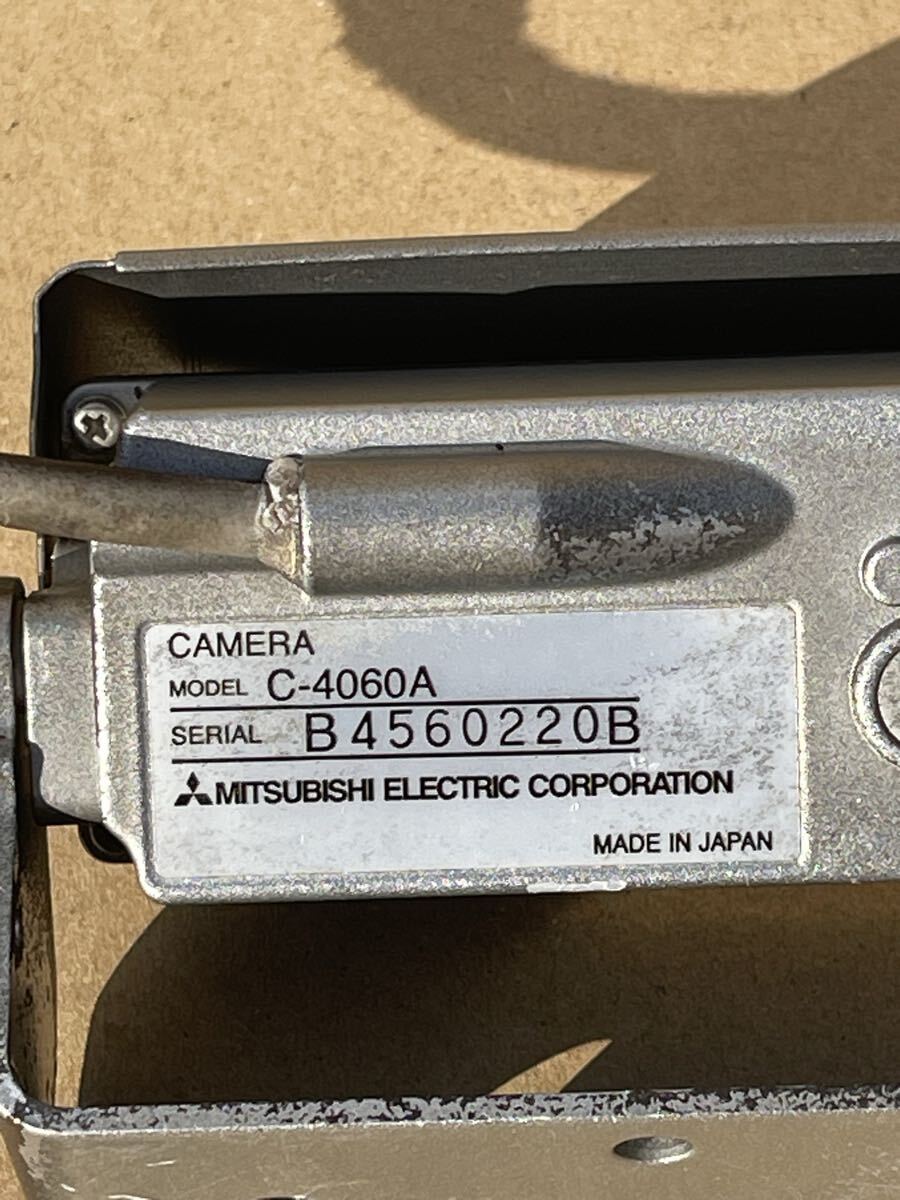 CAMERA
MODEL C-4060A
SERIAL B4560220B
MITSUBISHI ELECTRIC CORPORATION
MADE IN JAPAN